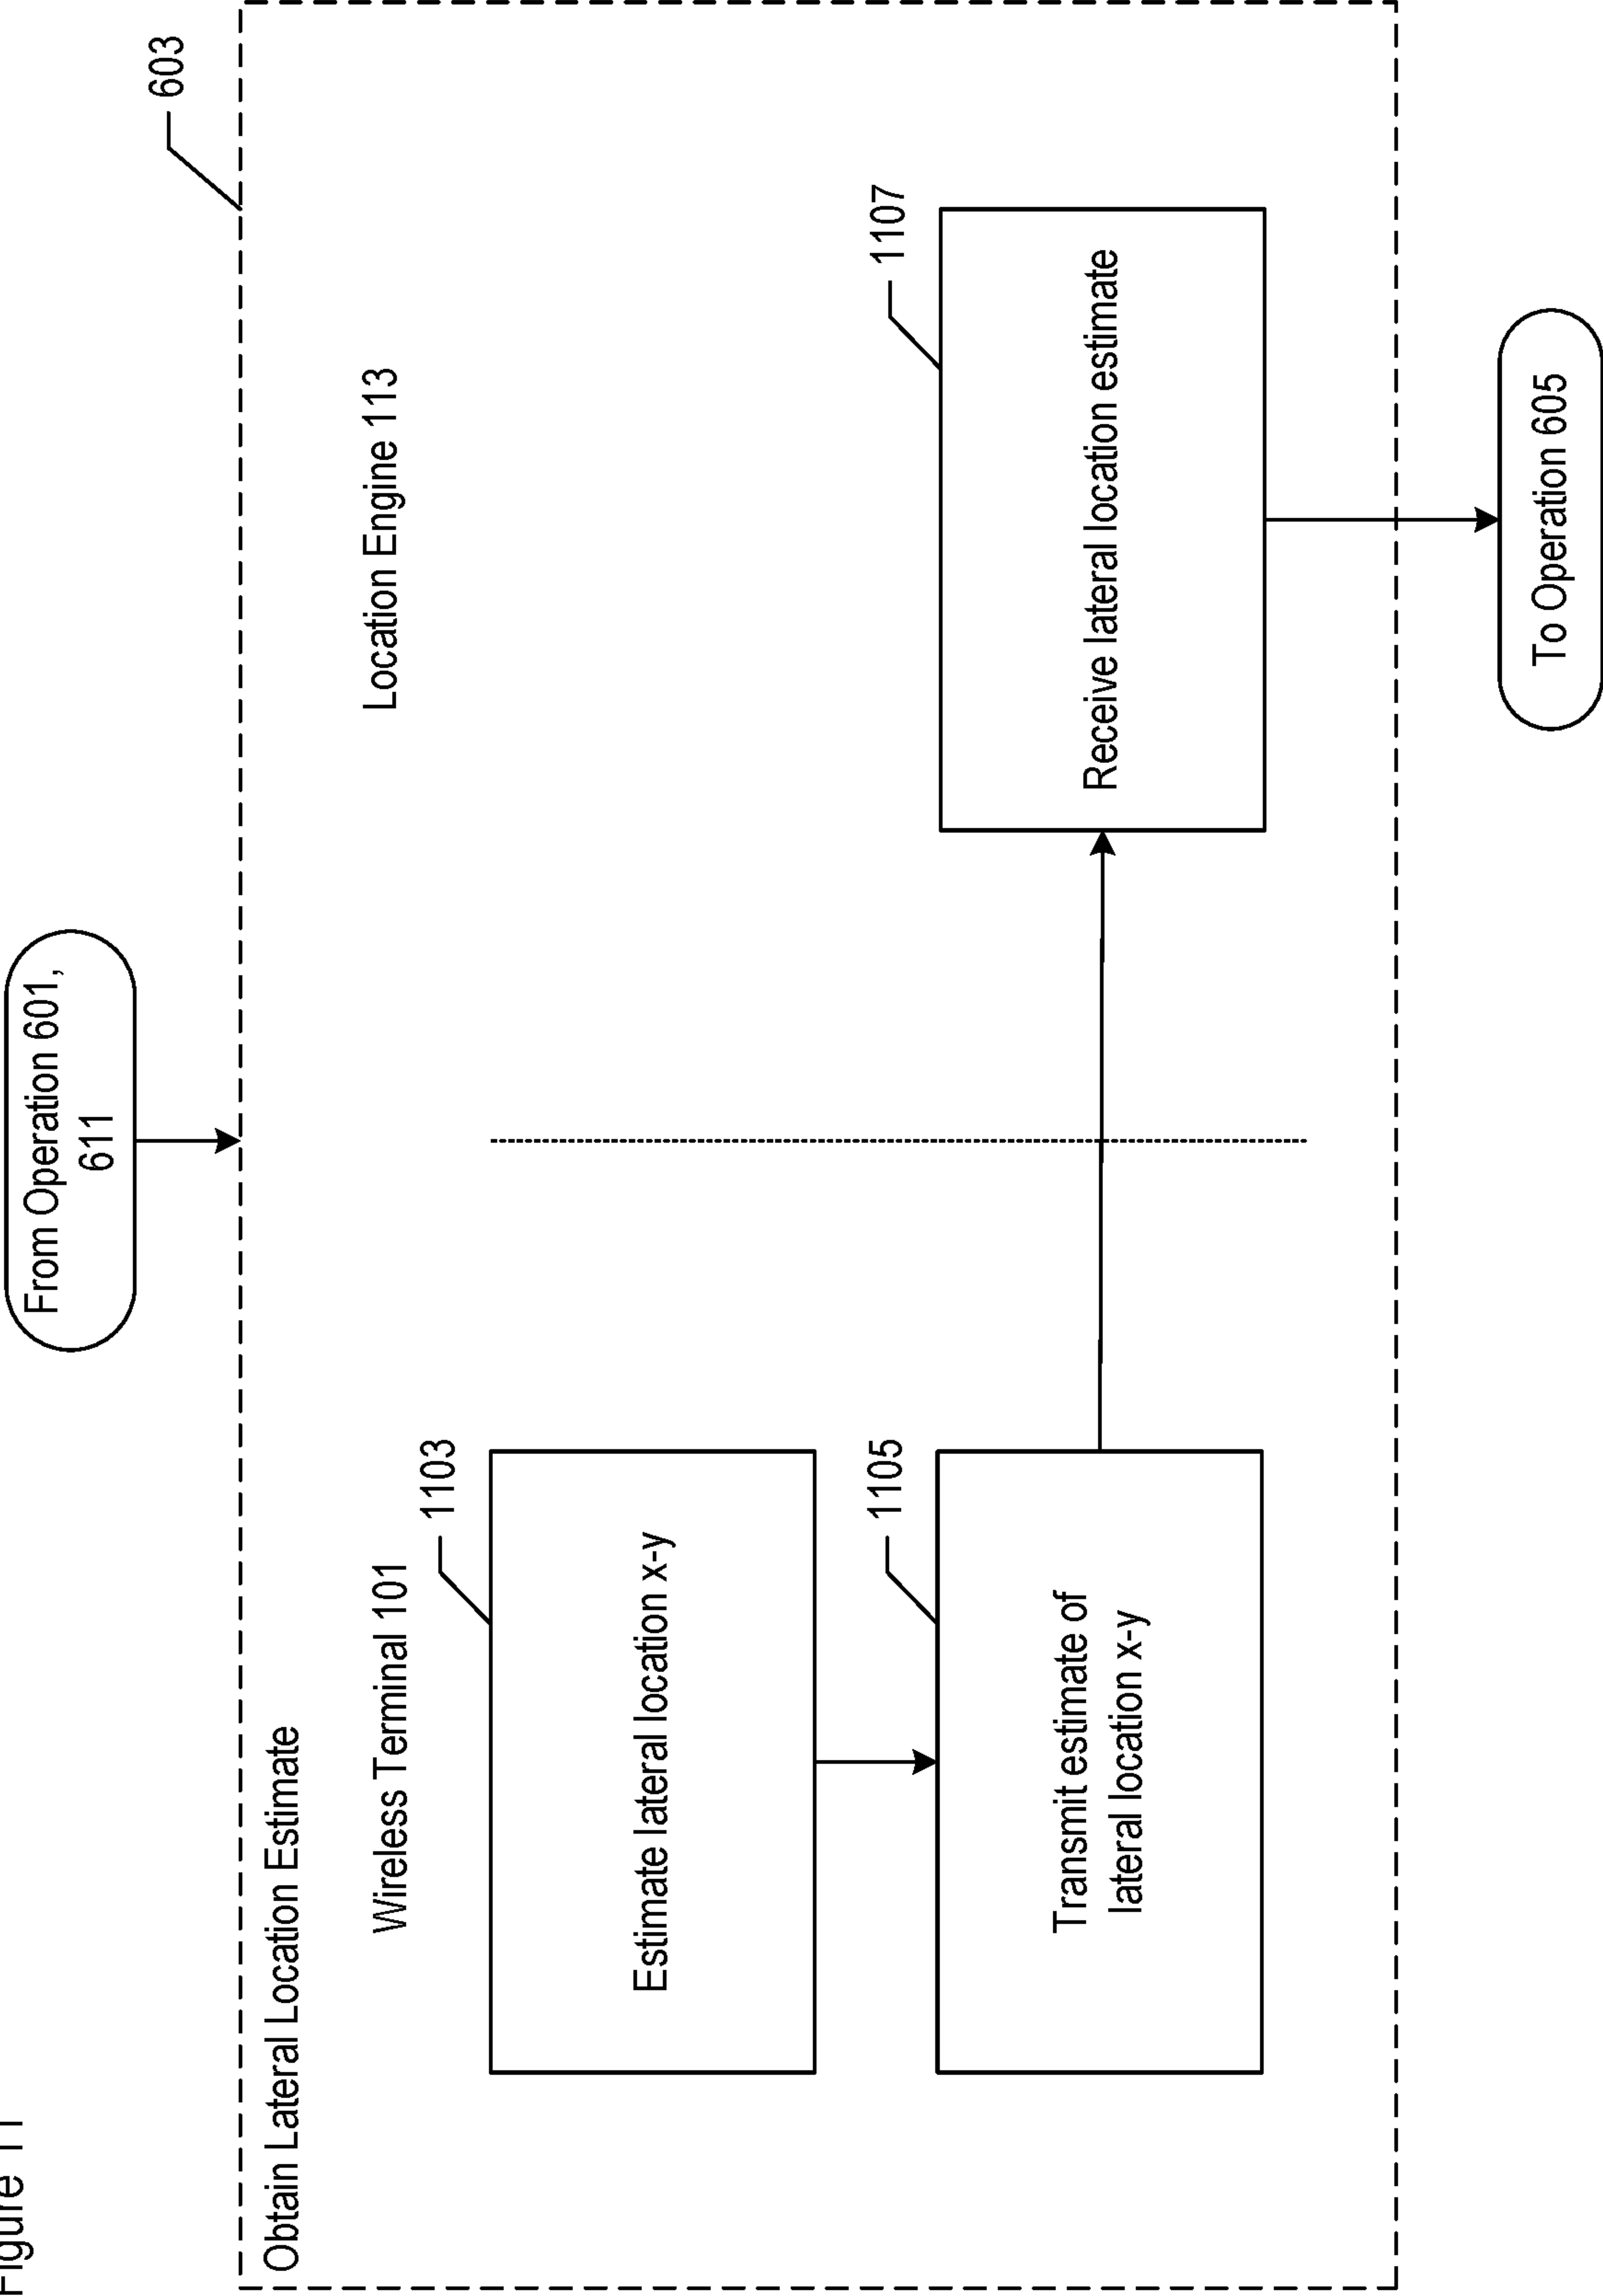 Figure 11
From Operation 601,
611
603
Obtain Lateral Location Estimate
Wireless Terminal 101
Location Engine 113
1103
Estimate lateral location x-y
1105
Transmit estimate of
lateral location x-y
1107
Receive lateral location estimate
To Operation 605